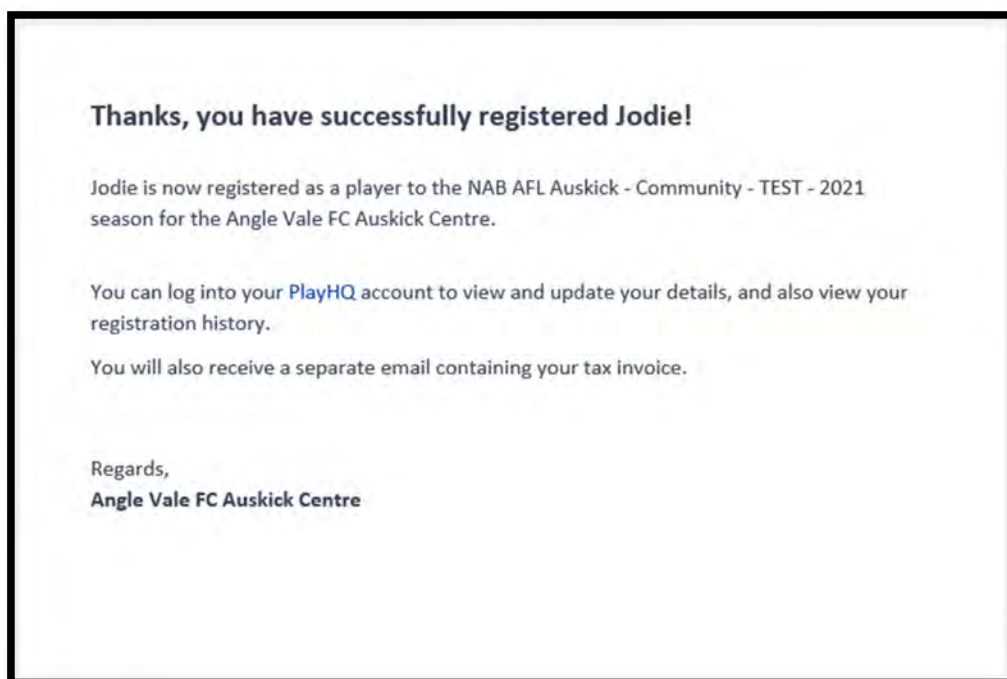 Thanks, you have successfully registered Jodie!
Jodie is now registered as a player to the NAB AFL Auskick - Community - TEST - 2021
season for the Angle Vale FC Auskick Centre.
You can log into your PlayHQ account to view and update your details, and also view your
registration history.
You will also receive a separate email containing your tax invoice.
Regards,
Angle Vale FC Auskick Centre